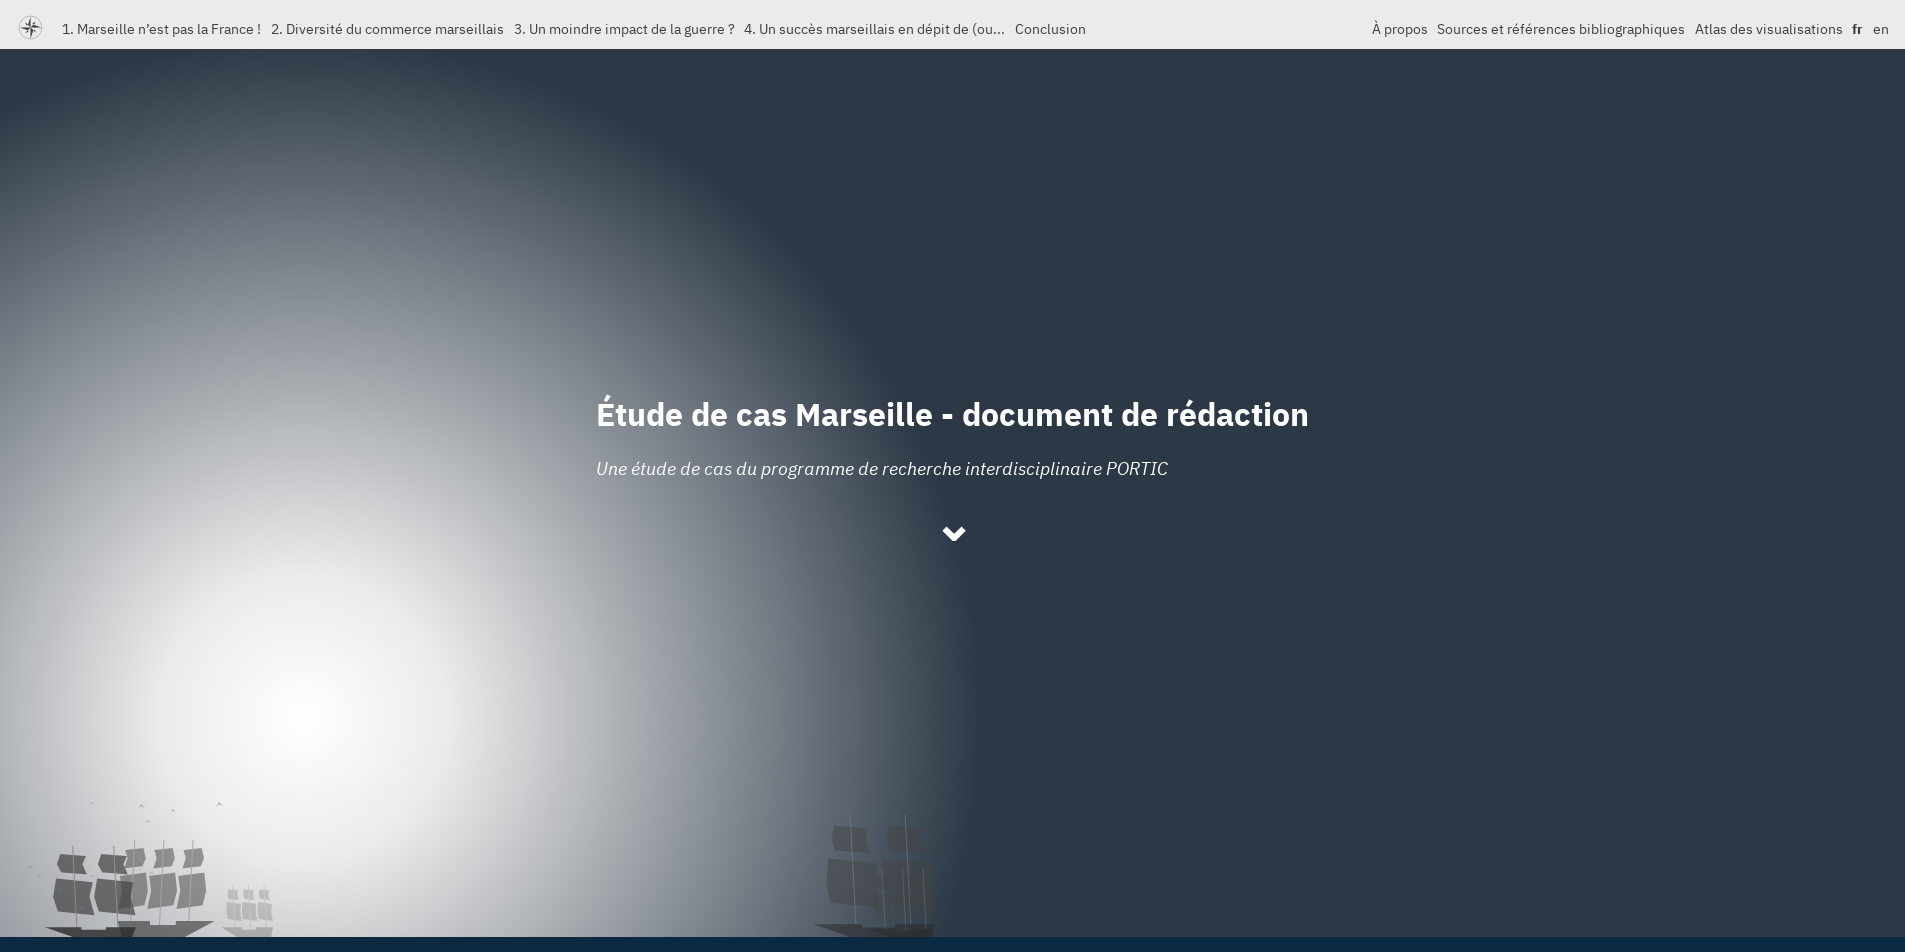 1. Marseille n’est pas la France ! 2. Diversité du commerce marseillais 3. Un moindre impact de la guerre ? 4. Un succès marseillais en dépit de (ou... Conclusion À propos Sources et références bibliographiques Atlas des visualisations fr en
Étude de cas Marseille - document de rédaction
Une étude de cas du programme de recherche interdisciplinaire PORTIC